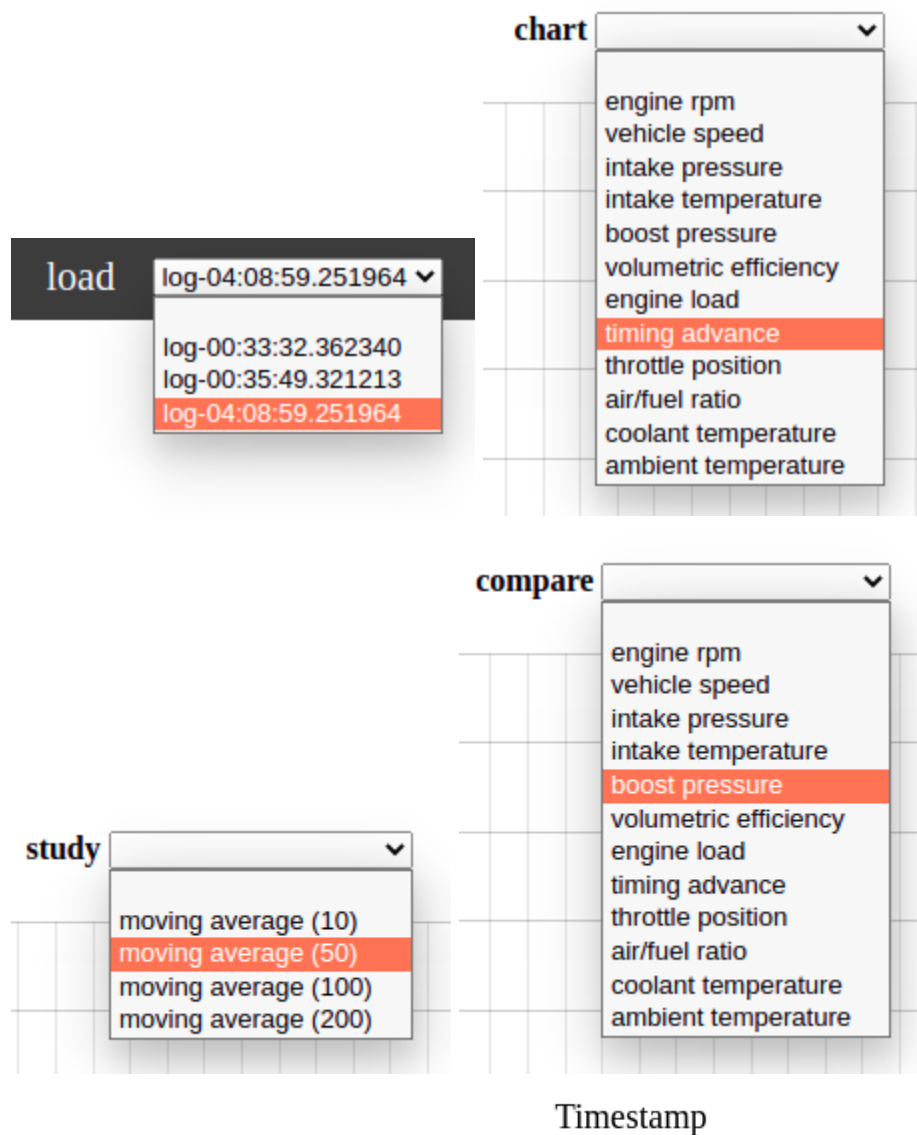 chart
engine rpm
vehicle speed
intake pressure
intake temperature
boost pressure
volumetric efficiency
engine load
timing advance
throttle position
air/fuel ratio
coolant temperature
ambient temperature
load log-04:08:59.251964
log-00:33:32.362340
log-00:35:49.321213
log-04:08:59.251964
compare
engine rpm
vehicle speed
intake pressure
intake temperature
boost pressure
volumetric efficiency
engine load
timing advance
throttle position
air/fuel ratio
coolant temperature
ambient temperature
study
moving average (10)
moving average (50)
moving average (100)
moving average (200)
Timestamp